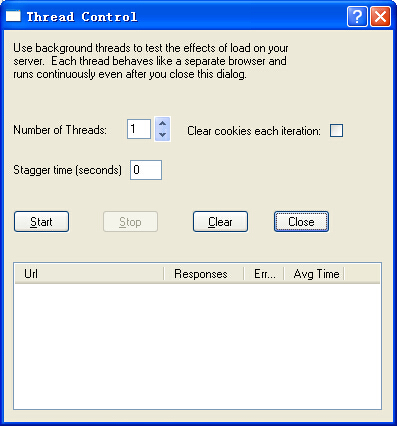 Thread Control
Use background threads to test the effects of load on your
server. Each thread behaves like a separate browser and
runs continuously even after you close this dialog.
Number of Threads: 1 Clear cookies each iteration:
Stagger time (seconds) 0
Start Stop Clear Close
Url Responses Err... Avg Time